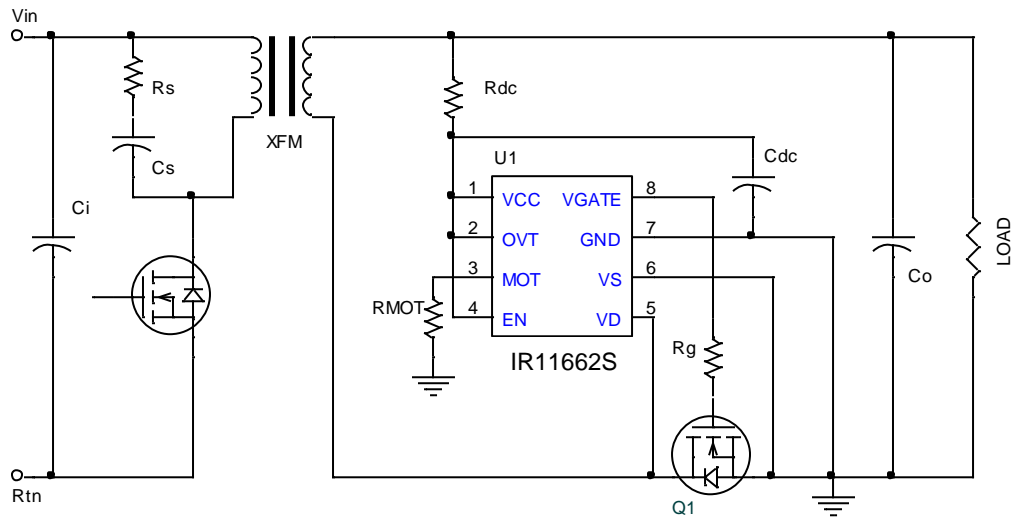 Vin
Rs
Rdc
XFM
Cs
U1
Cdc
1 VCC VGATE 8
2 OVT GND 7
3 MOT VS 6
4 EN VD 5
Ci
RMOT
IR11662S
Rg
Co
LOAD
Rtn
Q1